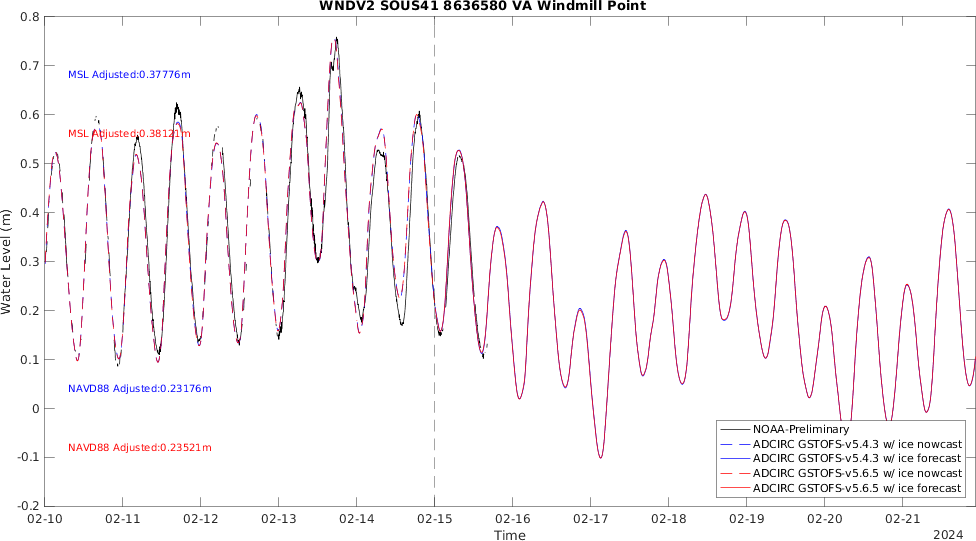 WNDV2 SOUS41 8636580 VA Windmill Point
0.8
0.7
0.6
0.5
0.4
0.3
0.2
0.1
0
-0.1
-0.2
Water Level (m)
MSL Adjusted:0.37776m
MSL Adjusted:0.38121m
NAVD88 Adjusted:0.23176m
NAVD88 Adjusted:0.23521m
NOAA-Preliminary
ADCIRC GSTOFS-v5.4.3 w/ ice nowcast
ADCIRC GSTOFS-v5.4.3 w/ ice forecast
ADCIRC GSTOFS-v5.6.5 w/ ice nowcast
ADCIRC GSTOFS-v5.6.5 w/ ice forecast
02-10 02-11 02-12 02-13 02-14 02-15 02-16 02-17 02-18 02-19 02-20 02-21
Time
2024